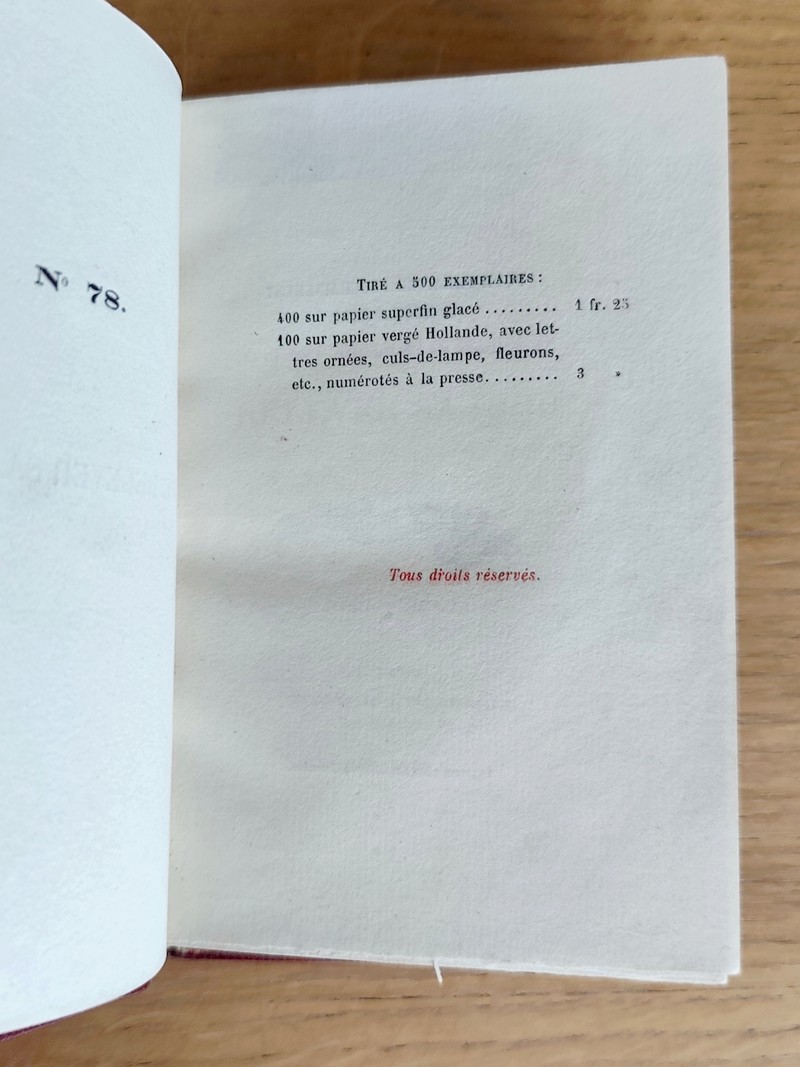 Nº 78.
TIRÉ A 500 EXEMPLAIRES :
400 sur papier superfin glacé ......... 1 fr. 25
100 sur papier vergé Hollande, avec let-
tres ornées, culs-de-lampe, fleurons,
etc., numérotés à la presse. ........ 3 »
Tous droits réservés.